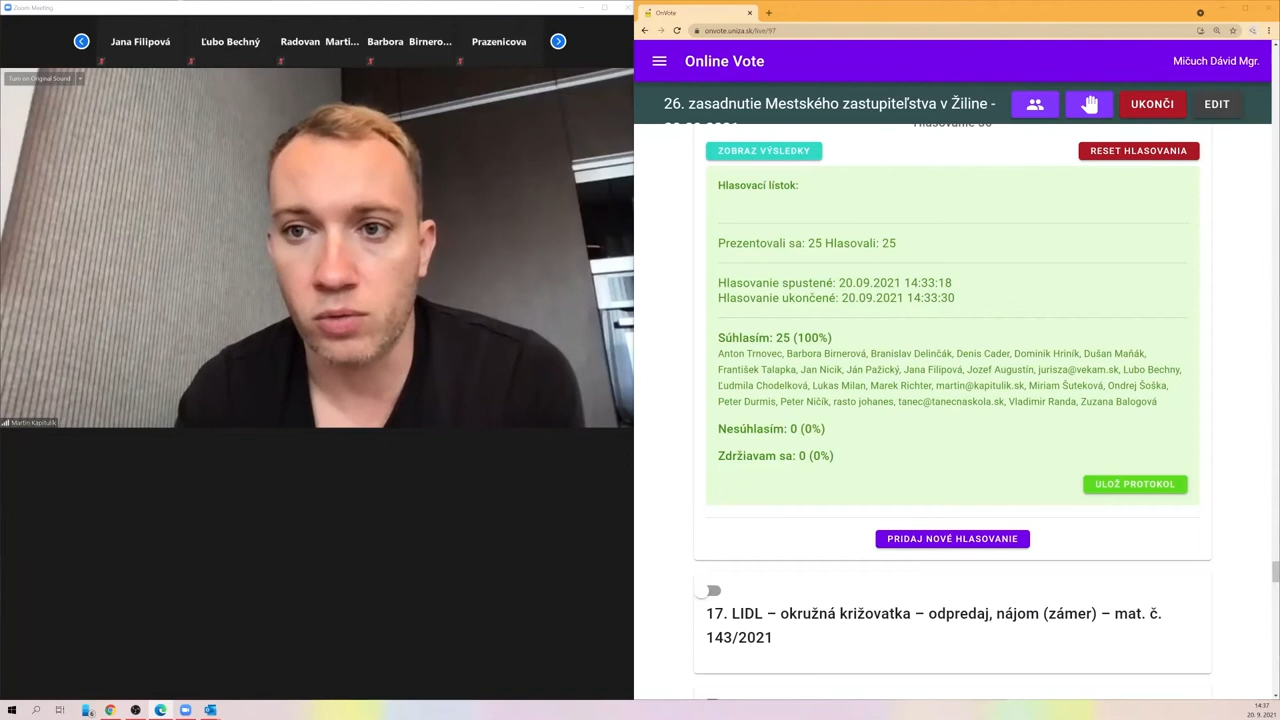 Zoom Meeting
Jana Filipová
Ľubo Bechný
Radovan
Marti...
Barbora
Birnero...
Prazenicova
Turn on Original Sound
Martin Kapitulík
OnVote
onvote.uniza.sk/live/97
Online Vote
Mičuch Dávid Mgr.
26. zasadnutie Mestského zastupiteľstva v Žiline -
UKONČI
EDIT
ZOBRAZ VÝSLEDKY
RESET HLASOVANIA
Hlasovací lístok:
Prezentovali sa: 25 Hlasovali: 25
Hlasovanie spustené: 20.09.2021 14:33:18
Hlasovanie ukončené: 20.09.2021 14:33:30
Súhlasím: 25 (100%)
Anton Trnovec, Barbora Birnerová, Branislav Delinčák, Denis Cader, Dominik Hriník, Dušan Maňák,
František Talapka, Jan Nicik, Ján Pažický, Jana Filipová, Jozef Augustín, jurisza@vekam.sk, Lubo Bechny,
Ľudmila Chodelková, Lukas Milan, Marek Richter, martin@kapitulik.sk, Miriam Šuteková, Ondrej Šoška,
Peter Durmis, Peter Ničík, rasto johanes, tanec@tanecnaskola.sk, Vladimir Randa, Zuzana Balogová
Nesúhlasím: 0 (0%)
Zdržiavam sa: 0 (0%)
ULOŽ PROTOKOL
PRIDAJ NOVÉ HLASOVANIE
17. LIDL – okružná križovatka – odpredaj, nájom (zámer) – mat. č.
143/2021
14:37
20. 9. 2021